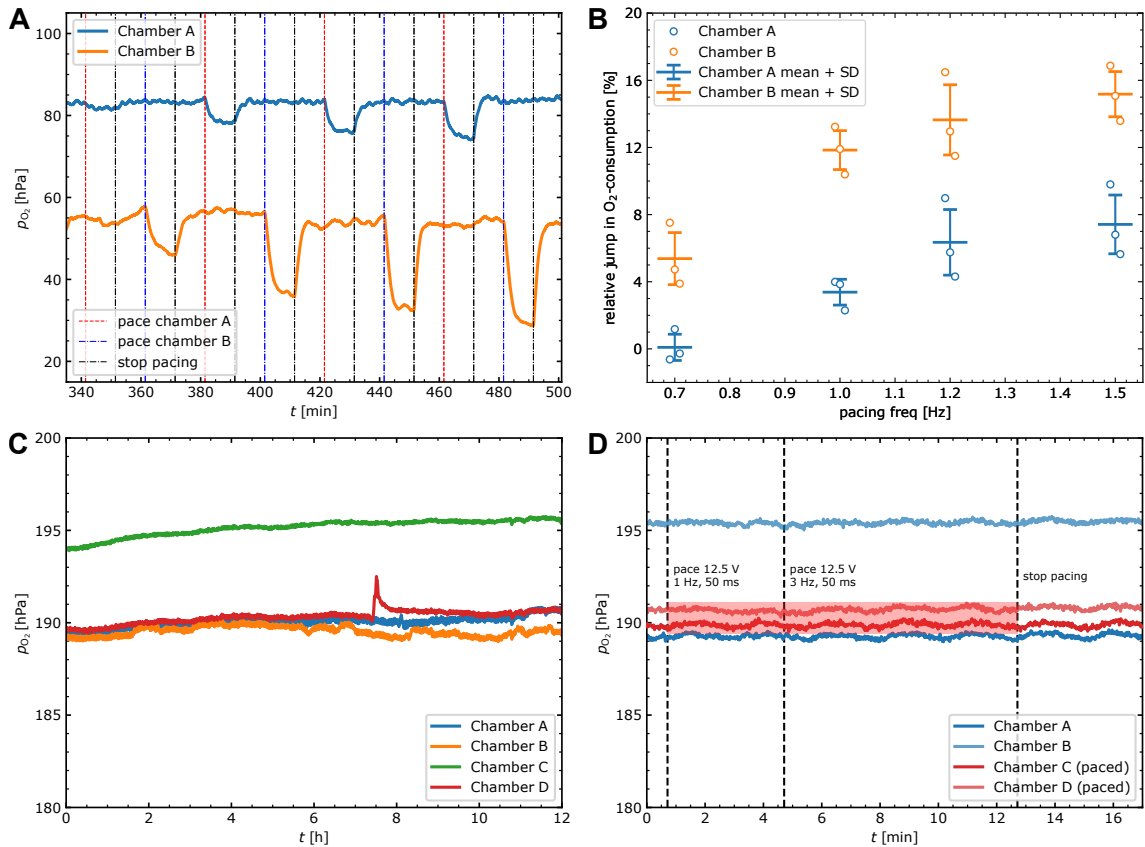 A
Chamber A
Chamber B
pace chamber A
pace chamber B
stop pacing
100
80
60
40
20
pO2 [hPa]
340 360 380 400 420 440 460 480 500
t [min]
B
Chamber A
Chamber B
Chamber A mean + SD
Chamber B mean + SD
20
16
12
8
4
0
relative jump in O2-consumption [%]
0.7 0.8 0.9 1.0 1.1 1.2 1.3 1.4 1.5
pacing freq [Hz]
C
200
195
190
185
180
pO2 [hPa]
Chamber A
Chamber B
Chamber C
Chamber D
0 2 4 6 8 10 12
t [h]
D
200
195
190
185
180
pO2 [hPa]
pace 12.5 V
1 Hz, 50 ms
pace 12.5 V
3 Hz, 50 ms
stop pacing
Chamber A
Chamber B
Chamber C (paced)
Chamber D (paced)
0 2 4 6 8 10 12 14 16
t [min]